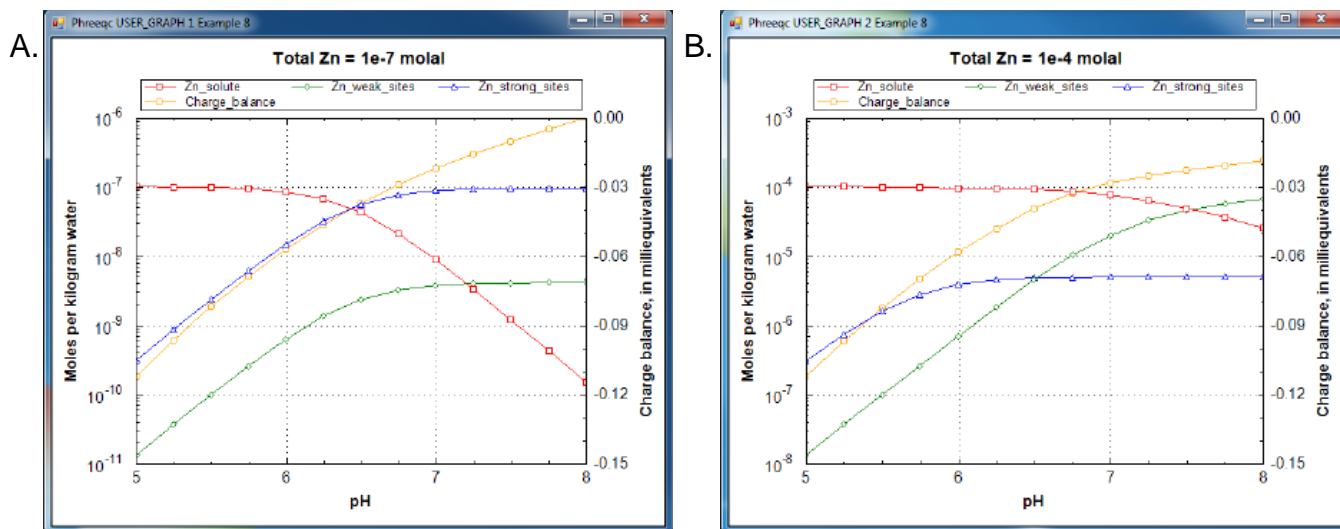 A.
Phreeqc USER_GRAPH 1 Example 8
Total Zn = 1e-7 molal
Zn_solute Zn_weak_sites Zn_strong_sites
Charge_balance
Moles per kilogram water
10^-6
10^-7
10^-8
10^-9
10^-10
10^-11
0.00
-0.03
-0.06
-0.09
-0.12
-0.15
Charge balance, in milliequivalents
5 6 7 8
pH
B.
Phreeqc USER_GRAPH 2 Example 8
Total Zn = 1e-4 molal
Zn_solute Zn_weak_sites Zn_strong_sites
Charge_balance
Moles per kilogram water
10^-3
10^-4
10^-5
10^-6
10^-7
10^-8
0.00
-0.03
-0.06
-0.09
-0.12
-0.15
Charge balance, in milliequivalents
5 6 7 8
pH